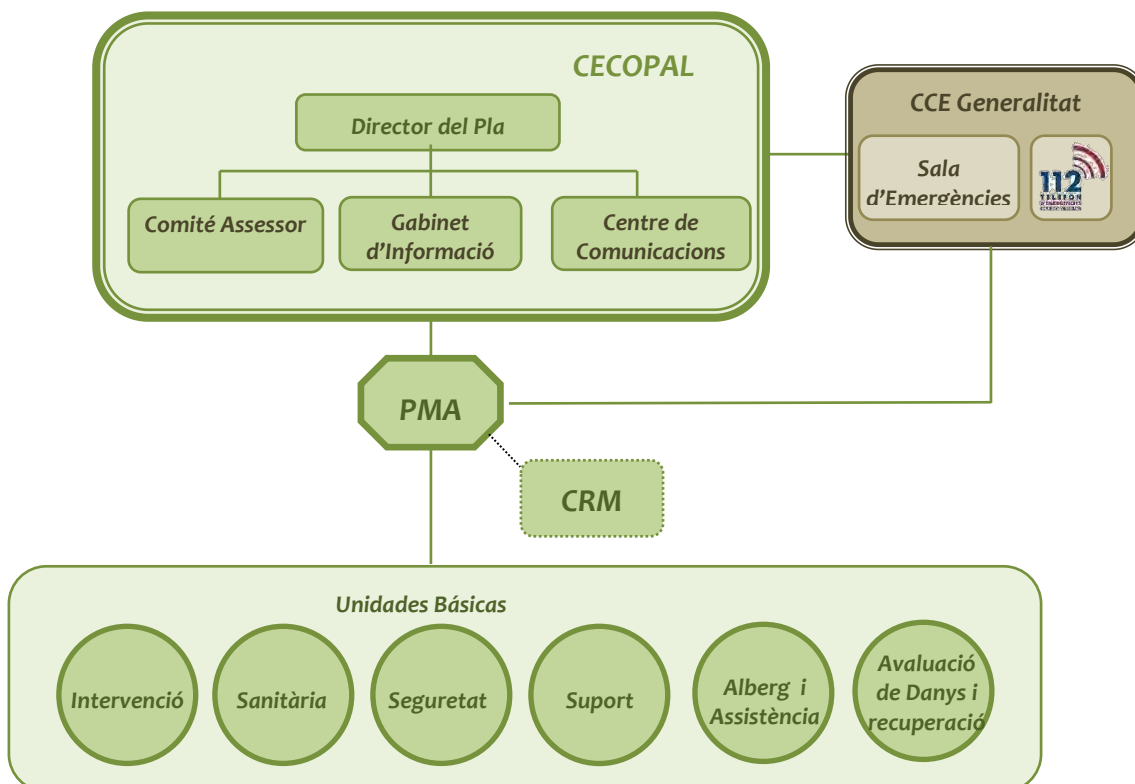 CECOPAL
CCE Generalitat
Director del Pla
Sala
d’Emergències
112
TELEFON
Comité Assessor
Gabinet
d’Informació
Centre de
Comunicacions
PMA
CRM
Unidades Básicas
Intervenció
Sanitària
Seguretat
Suport
Alberg i
Assistència
Avaluació
de Danys i
recuperació